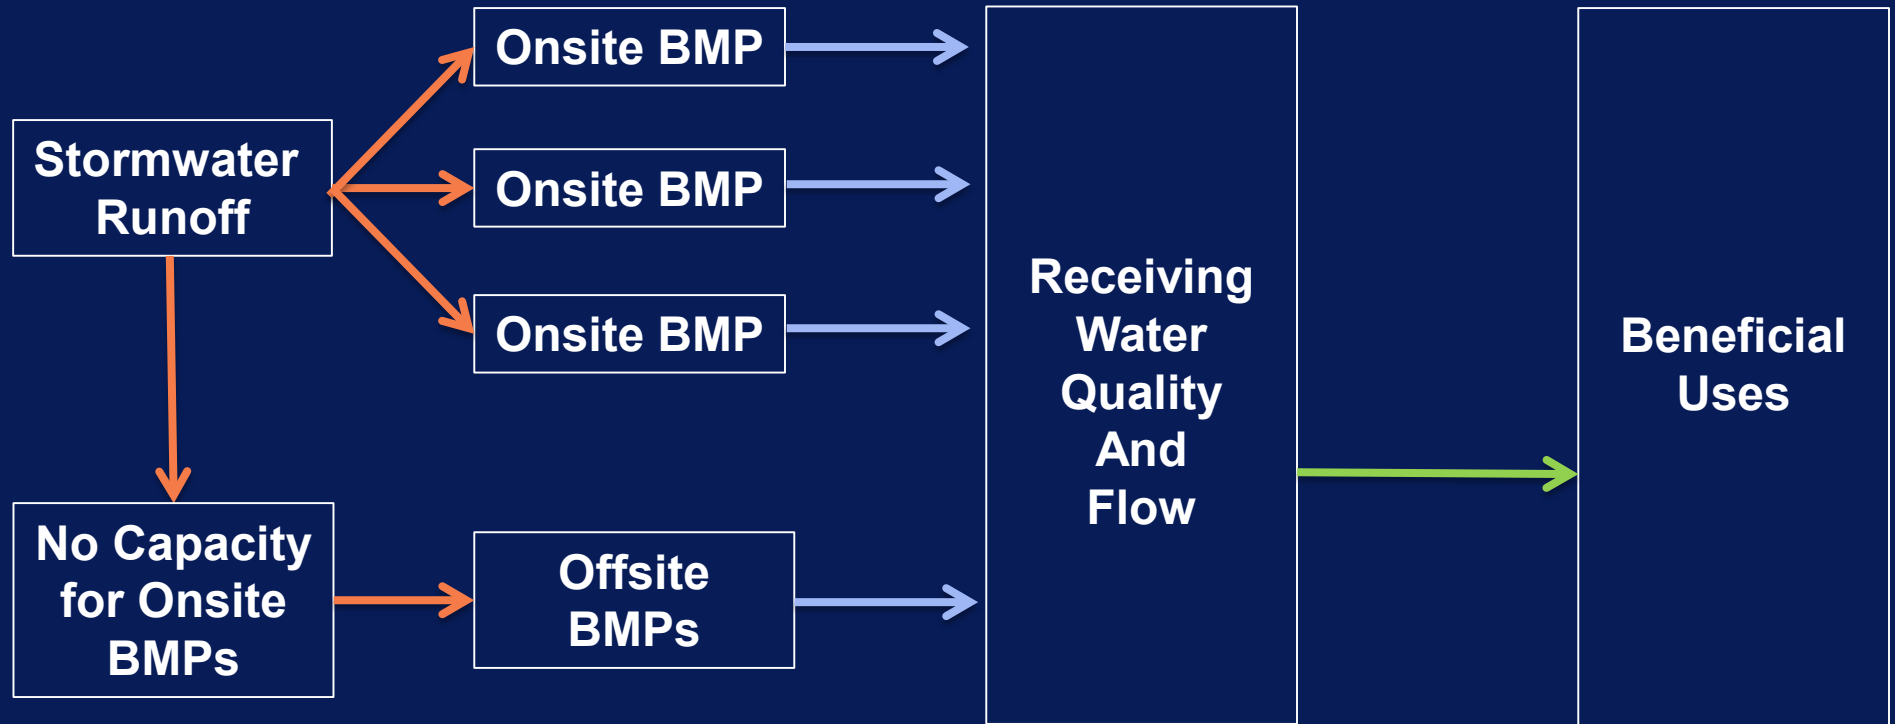 Onsite BMP
Stormwater
Runoff
Onsite BMP
Onsite BMP
No Capacity
for Onsite
BMPs
Offsite
BMPs
Receiving
Water
Quality
And
Flow
Beneficial
Uses